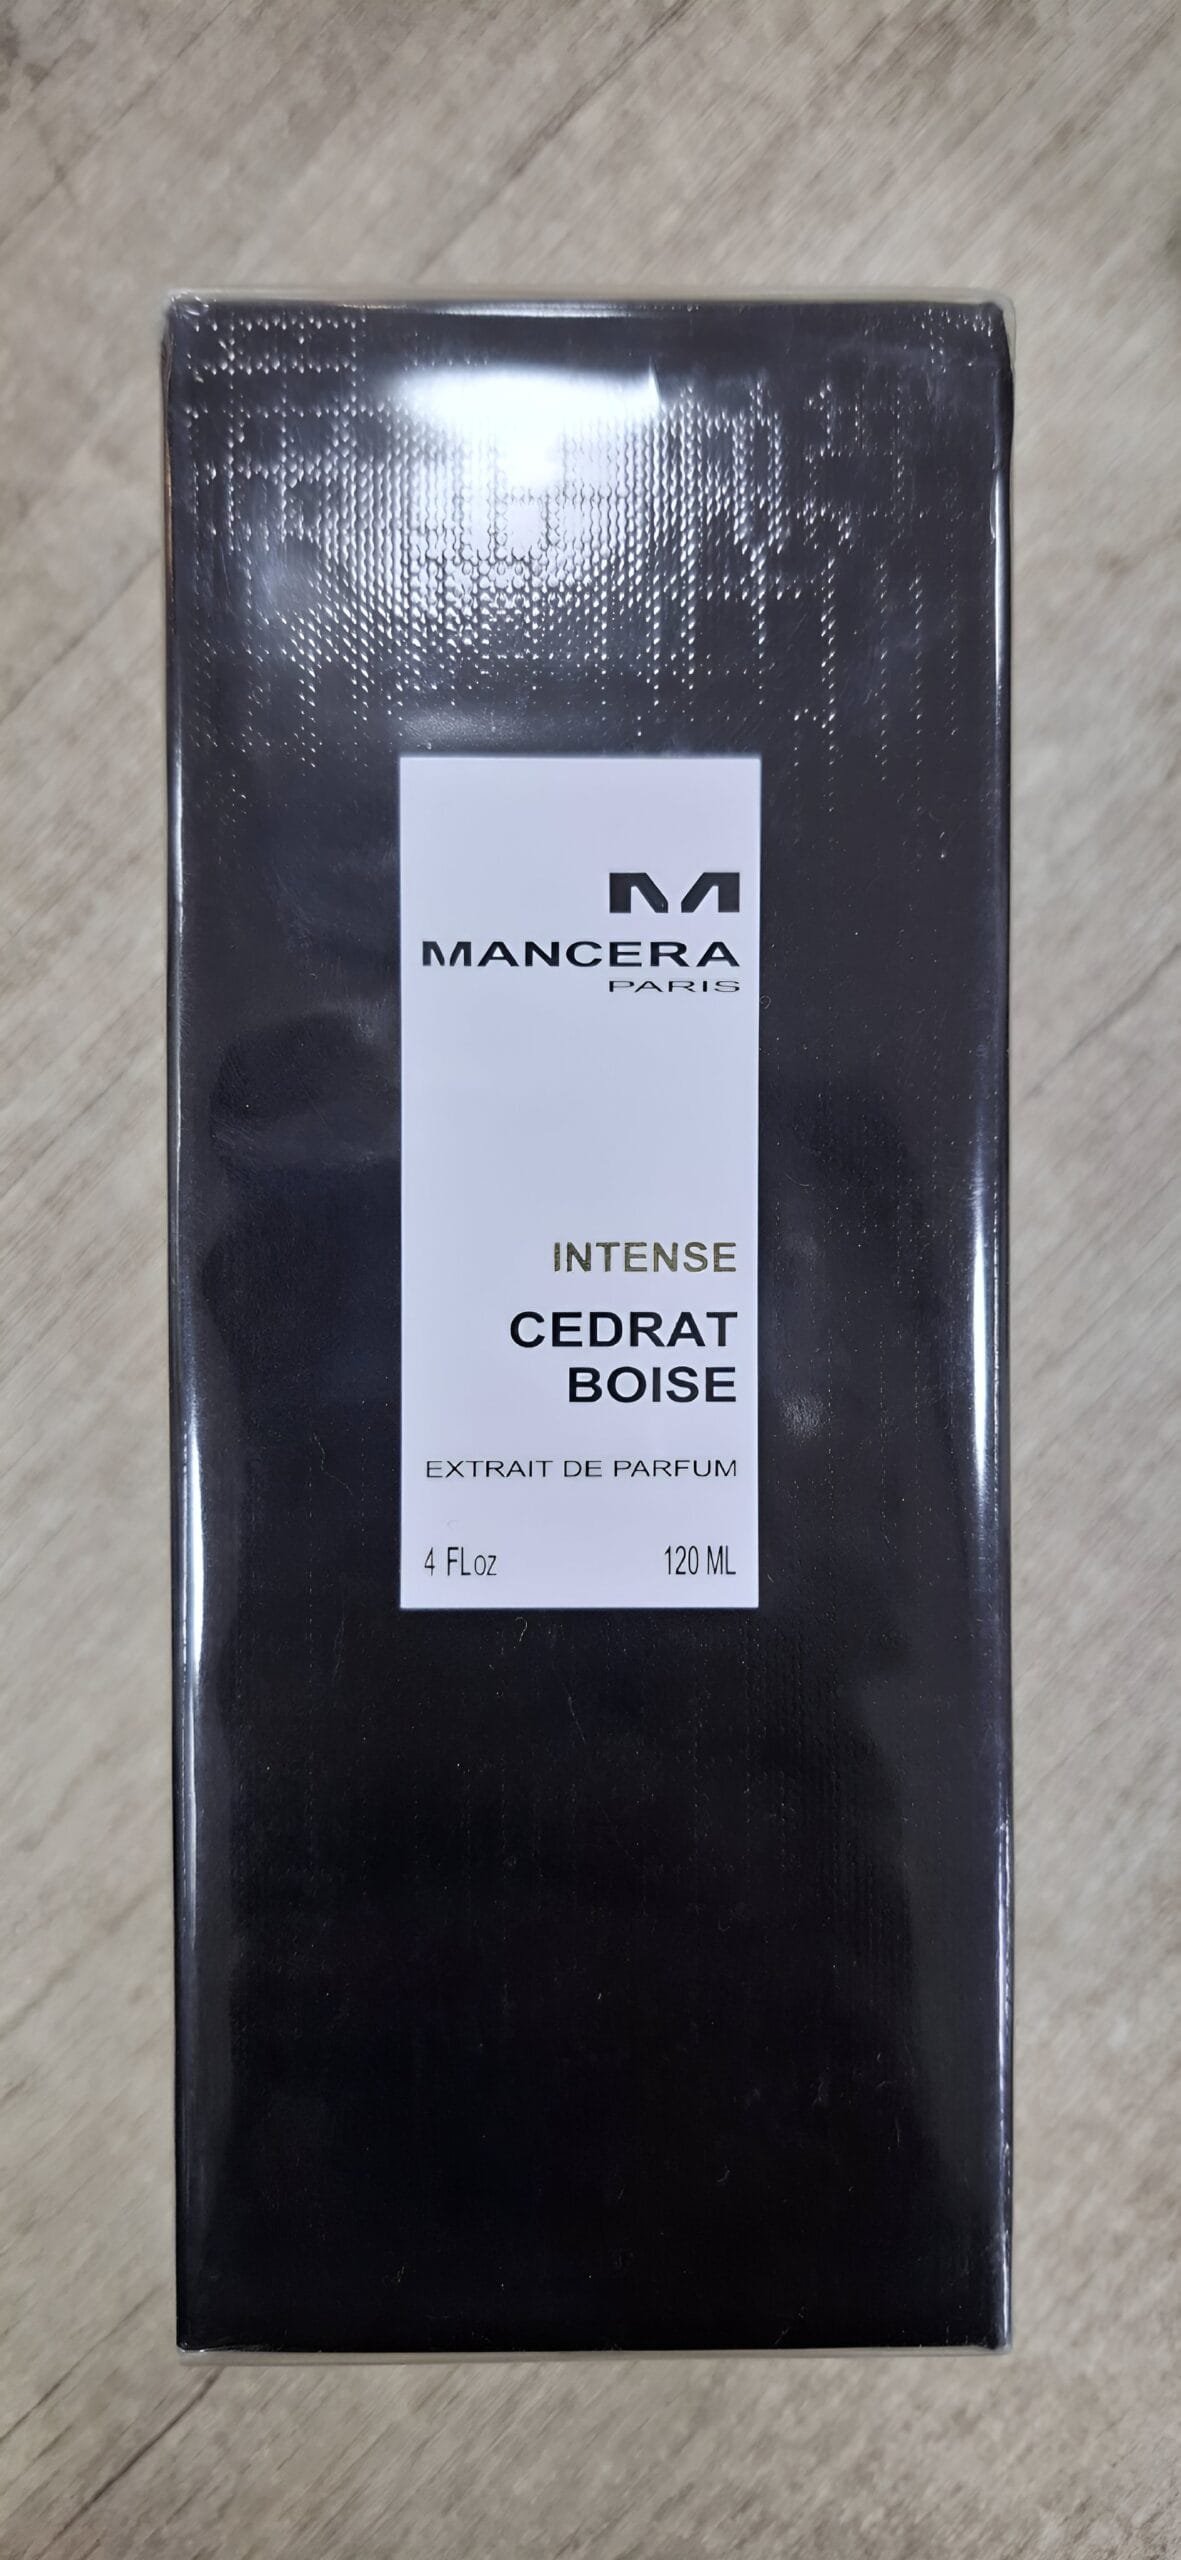 M
MANCERA
PARIS
INTENSE
CEDRAT
BOISE
EXTRAIT DE PARFUM
4 FLoz 120 ML